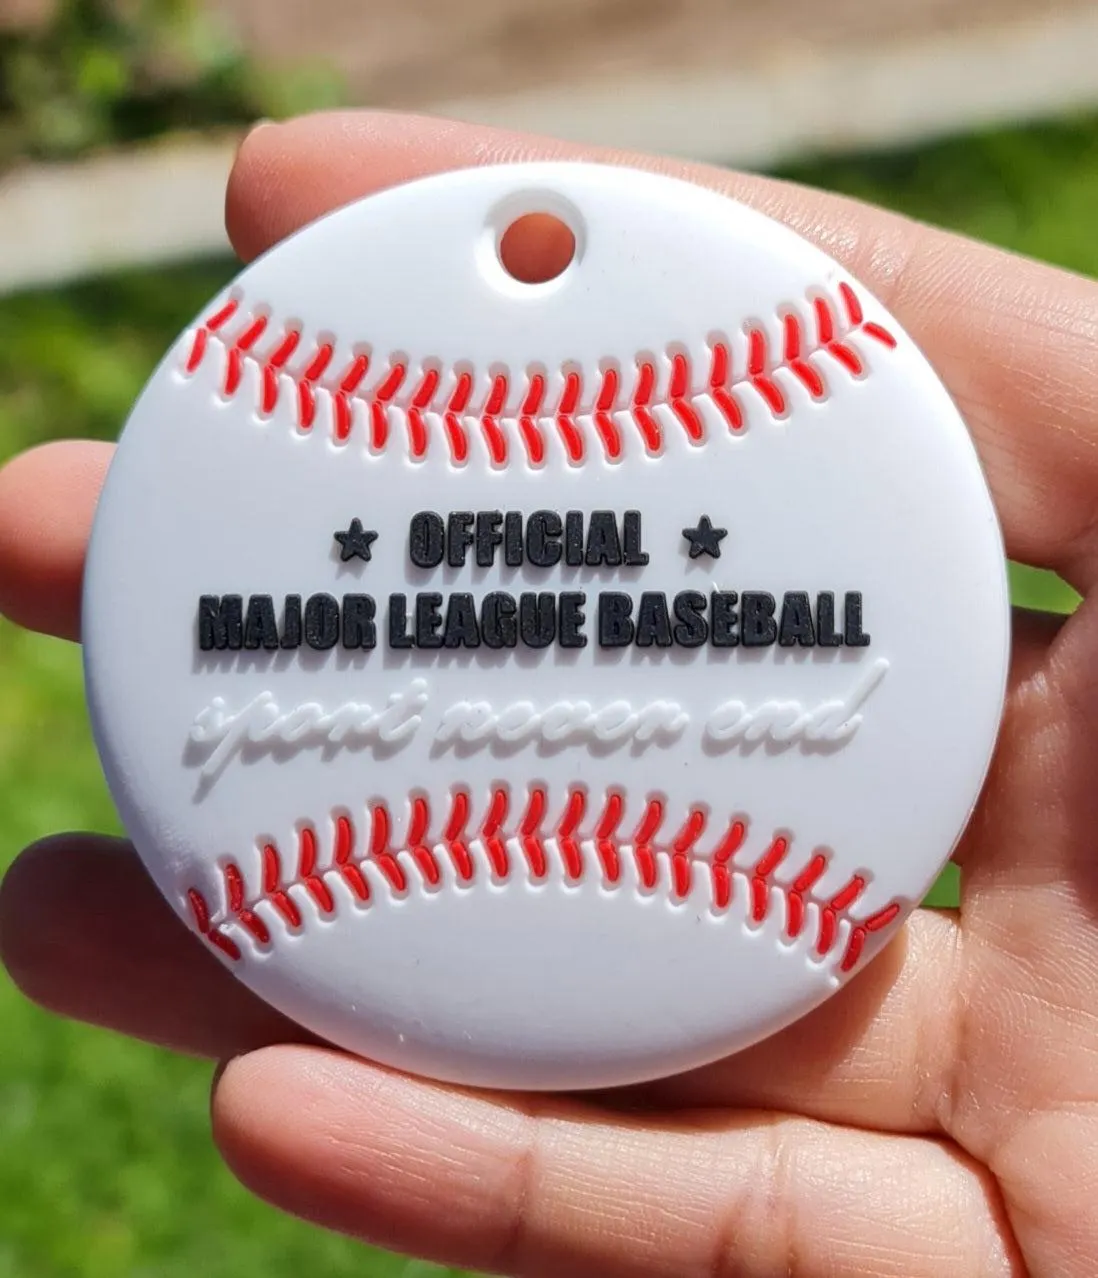 ★ OFFICIAL ★
MAJOR LEAGUE BASEBALL
sport never end